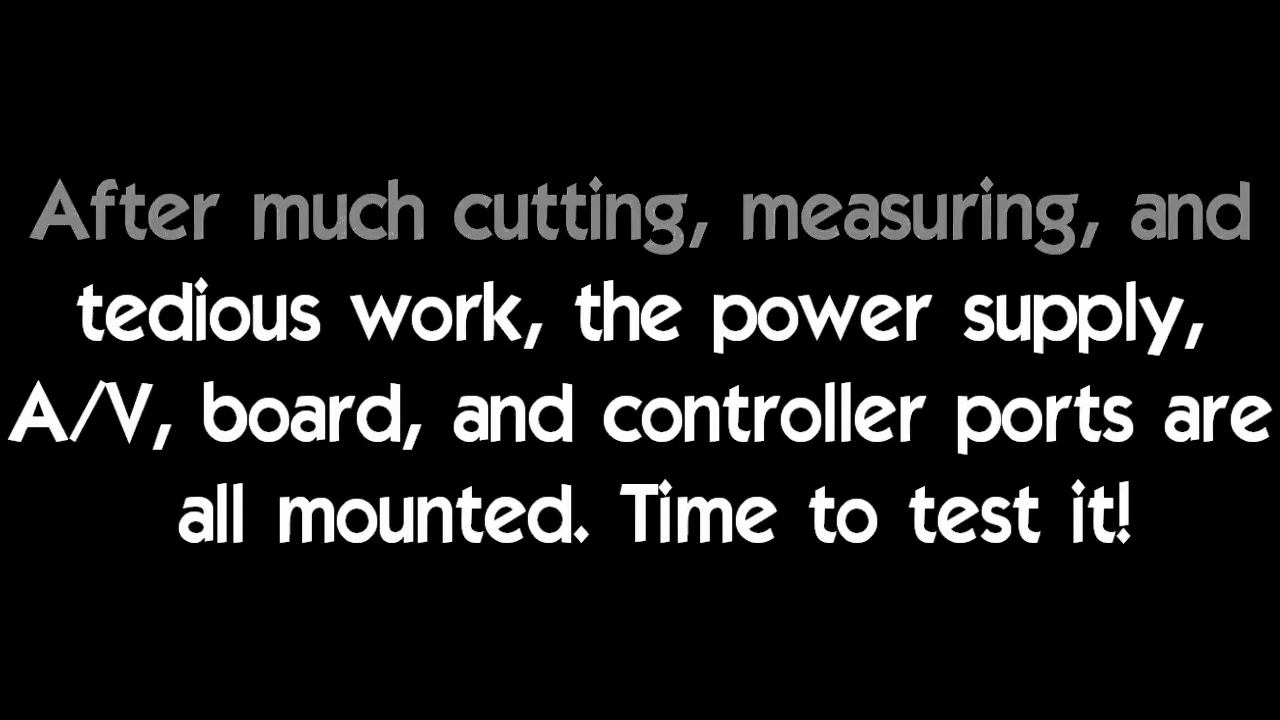 After much cutting, measuring, and
tedious work, the power supply,
A/V, board, and controller ports are
all mounted. Time to test it!